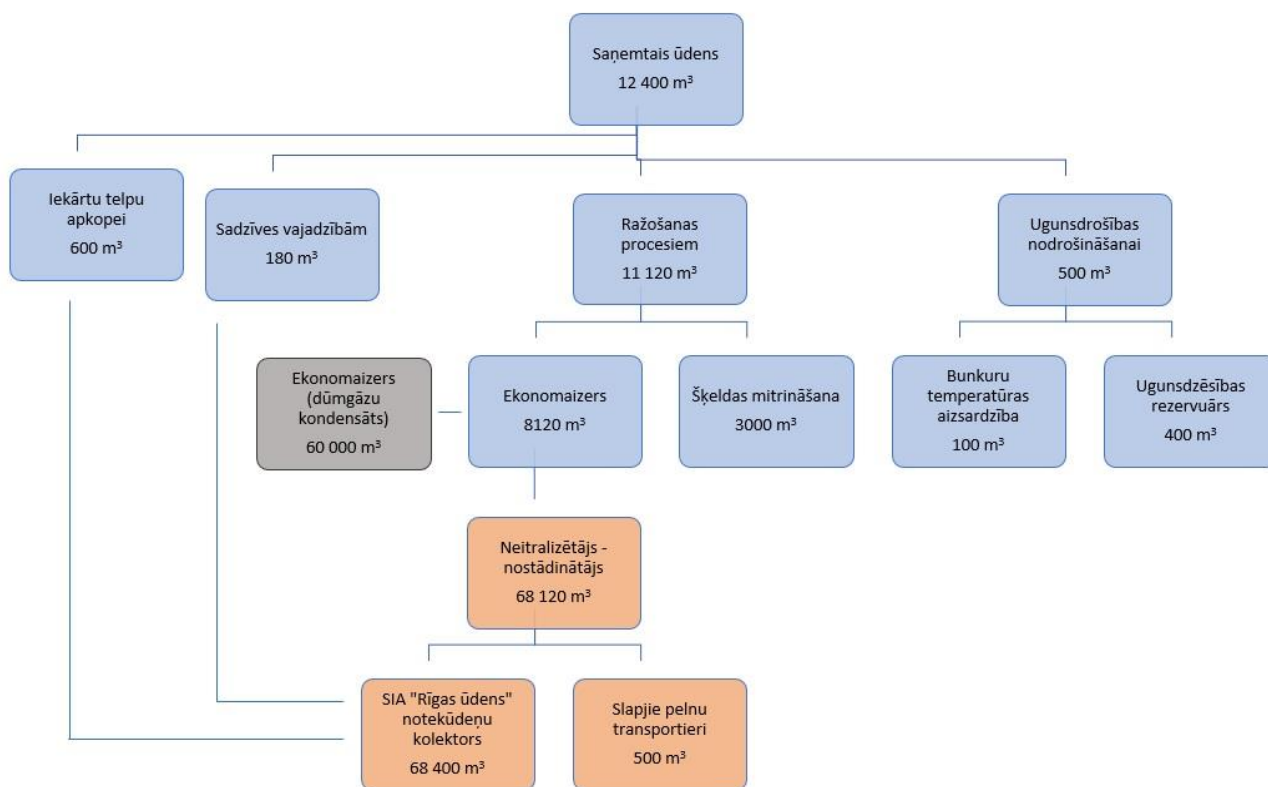 Saņemtais ūdens
12 400 m³
Iekārtu telpu
apkopei
600 m³
Sadzīves vajadzībām
180 m³
Ražošanas
procesiem
11 120 m³
Ugunsdrošības
nodrošināšanai
500 m³
Ekonomaizers
(dūmgāzu
kondensāts)
60 000 m³
Ekonomaizers
8120 m³
Šķeldas mitrināšana
3000 m³
Bunkuru
temperatūras
aizsardzība
100 m³
Ugunsdzēsības
rezervuārs
400 m³
Neitralizētājs -
nostādinātājs
68 120 m³
SIA "Rīgas ūdens"
notekūdeņu
kolektors
68 400 m³
Slapjie pelnu
transportieri
500 m³